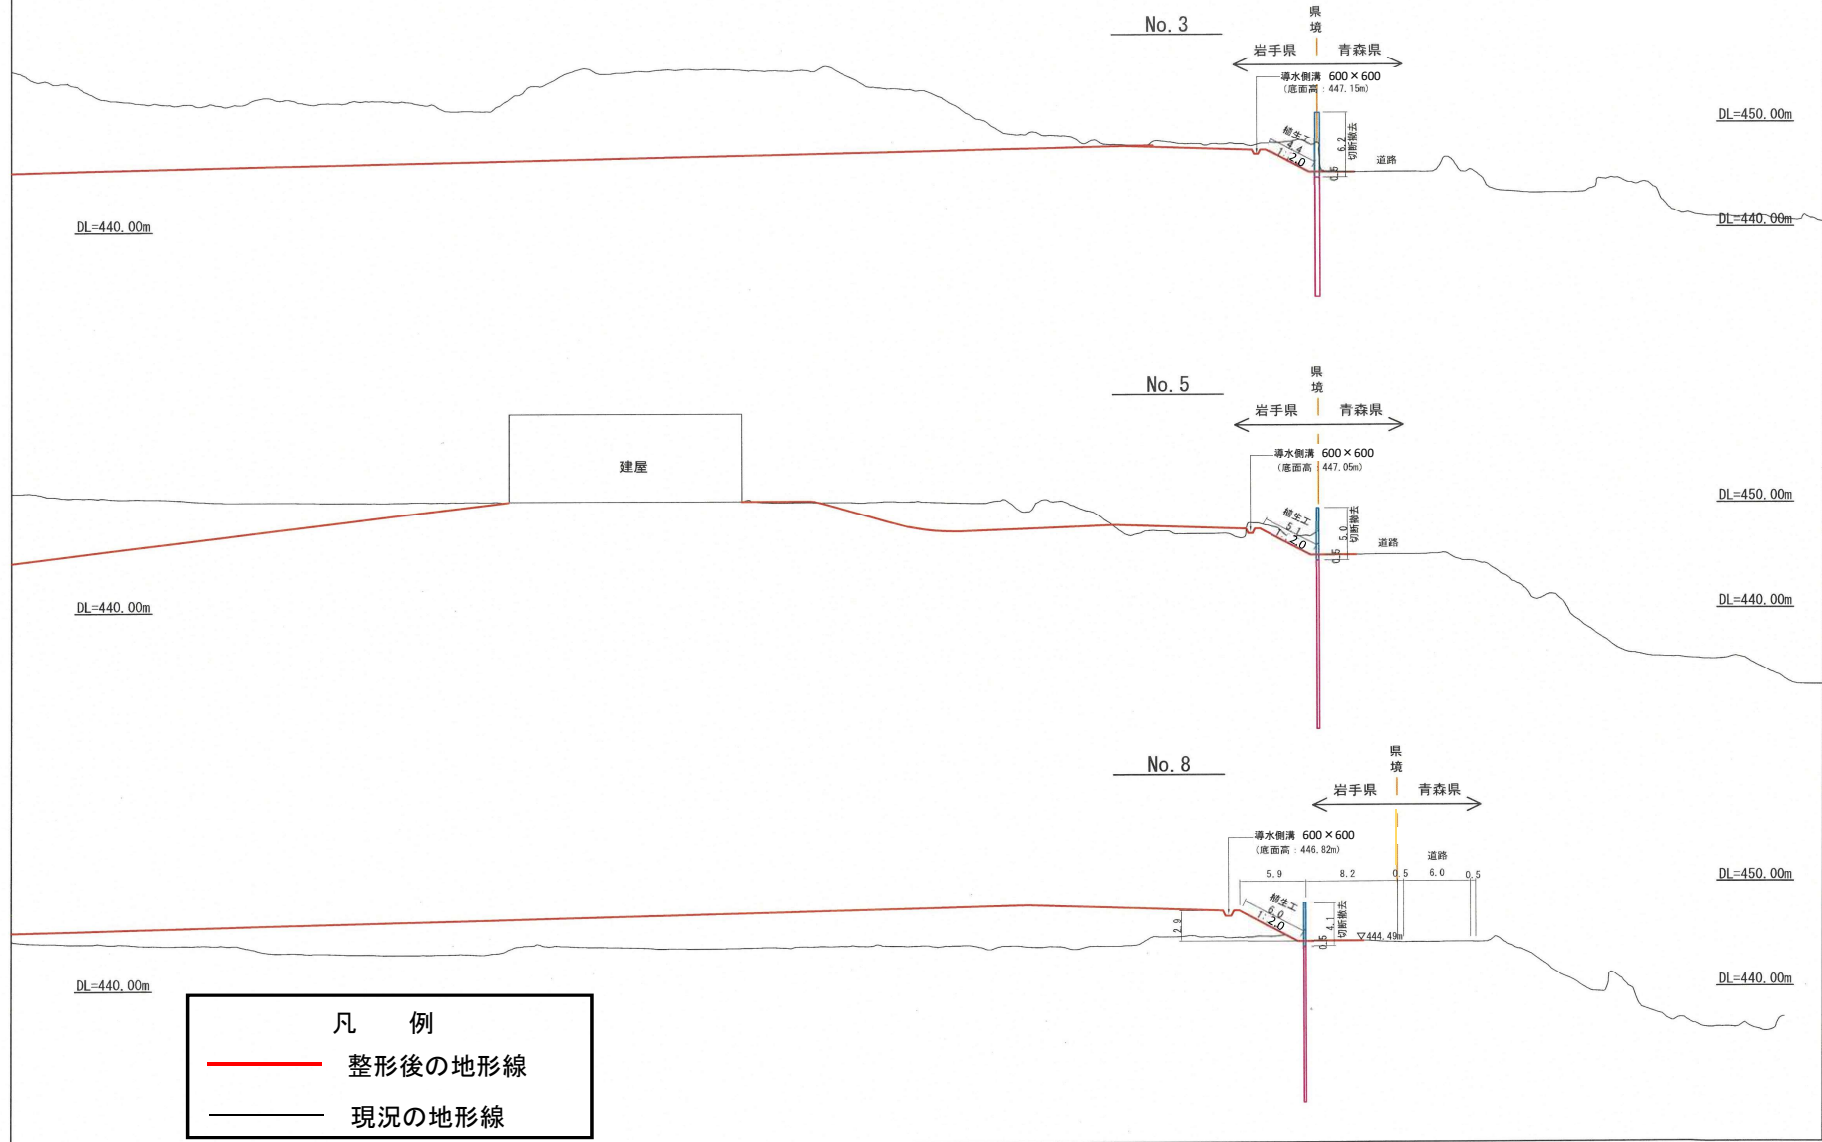 No. 3
県
境
岩手県 青森県
導水側溝 600×600
(底面高：447.15m)
DL=450.00m
植生工
4.4
1:2.0
6.2
切断撤去
0.5
道路
DL=440.00m
DL=440.00m
No. 5
県
境
岩手県 青森県
導水側溝 600×600
(底面高：447.05m)
建屋
DL=450.00m
植生工
5.1
1:2.0
5.0
切断撤去
0.5
道路
DL=440.00m
DL=440.00m
No. 8
県
境
岩手県 青森県
導水側溝 600×600
(底面高：446.82m)
道路
5.9 8.2 0.5 6.0 0.5
DL=450.00m
植生工
6.0
1:2.0
2.9
4.1
切断撤去
0.5
▽444.49m
DL=440.00m
DL=440.00m
凡 例
整形後の地形線
現況の地形線